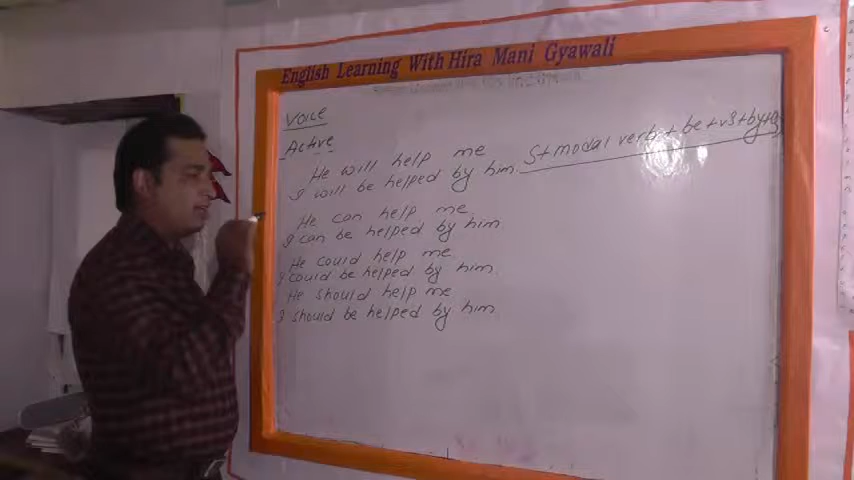 English Learning With Hira Mani Gyawali
Voice
Active
He will help me
S+modal verb+be+v3+by+o
I will be helped by him.
He can help me
I can be helped by him
He could help me
I could be helped by him.
He should help me
I should be helped by him